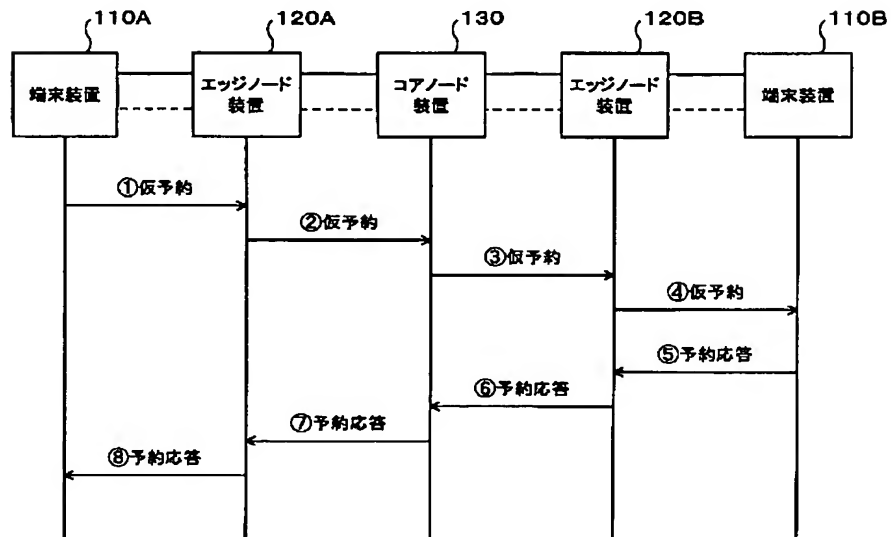 110A
120A
130
120B
110B
端末装置
エッジノード
装置
コアノード
装置
エッジノード
装置
端末装置
①仮予約
②仮予約
③仮予約
④仮予約
⑤予約応答
⑥予約応答
⑦予約応答
⑧予約応答